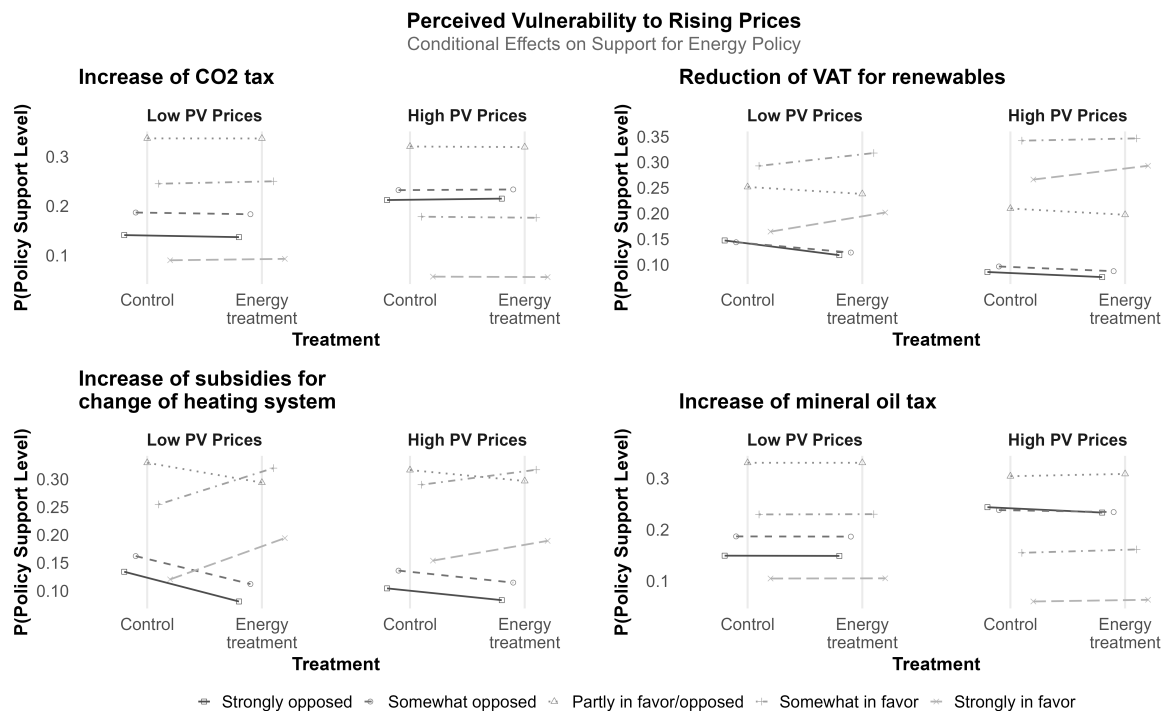 Perceived Vulnerability to Rising Prices
Conditional Effects on Support for Energy Policy
Increase of CO2 tax
P(Policy Support Level)
Low PV Prices
High PV Prices
0.3
0.2
0.1
Control
Energy
treatment
Control
Energy
treatment
Treatment
Reduction of VAT for renewables
P(Policy Support Level)
Low PV Prices
High PV Prices
0.35
0.30
0.25
0.20
0.15
0.10
Control
Energy
treatment
Control
Energy
treatment
Treatment
Increase of subsidies for
change of heating system
P(Policy Support Level)
Low PV Prices
High PV Prices
0.30
0.25
0.20
0.15
0.10
Control
Energy
treatment
Control
Energy
treatment
Treatment
Increase of mineral oil tax
P(Policy Support Level)
Low PV Prices
High PV Prices
0.3
0.2
0.1
Control
Energy
treatment
Control
Energy
treatment
Treatment
Strongly opposed
Somewhat opposed
Partly in favor/opposed
Somewhat in favor
Strongly in favor